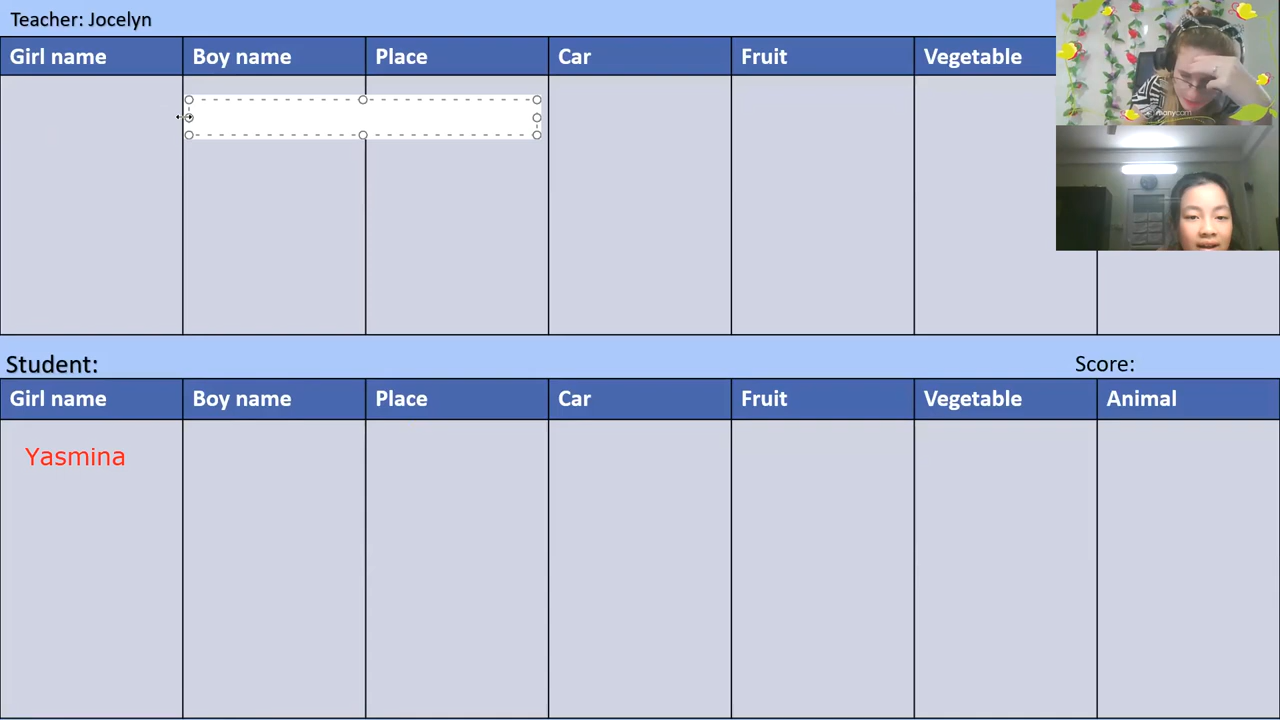 Teacher: Jocelyn
Girl name Boy name Place Car Fruit Vegetable
manycam
Student: Score:
Girl name Boy name Place Car Fruit Vegetable Animal
Yasmina